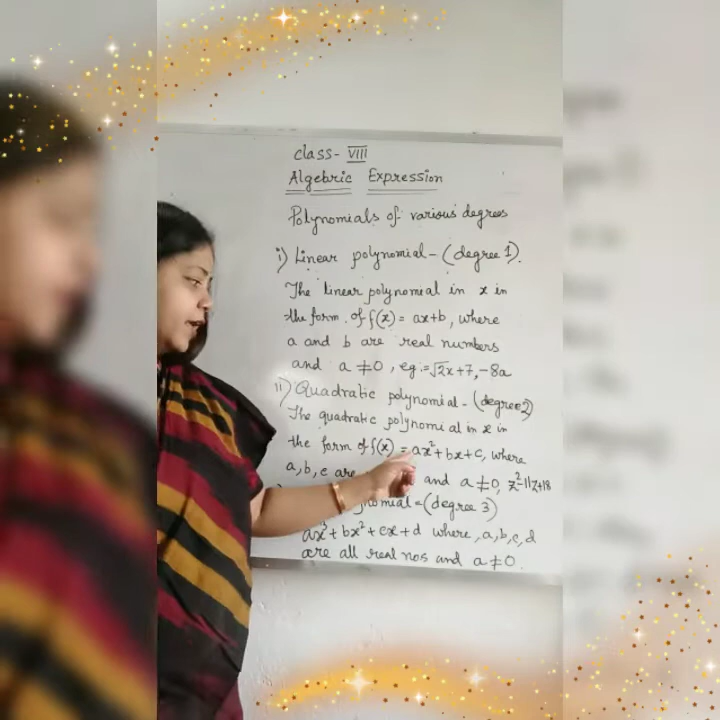 class- VIII
Algebric Expression
Polynomials of various degrees
i) Linear polynomial - (degree 1).
The linear polynomial in x in
the form of f(x) = ax+b, where
a and b are real numbers
and a ≠ 0, eg:- √2x+7, -8a
ii) Quadratic polynomial - (degree 2)
The quadratic polynomial in x in
the form of f(x) = ax²+bx+c, where
a, b, c are and a ≠ 0, z²-11z+18
(degree 3)
ax³+bx²+cx+d where, a, b, c, d
are all real nos and a ≠ 0.